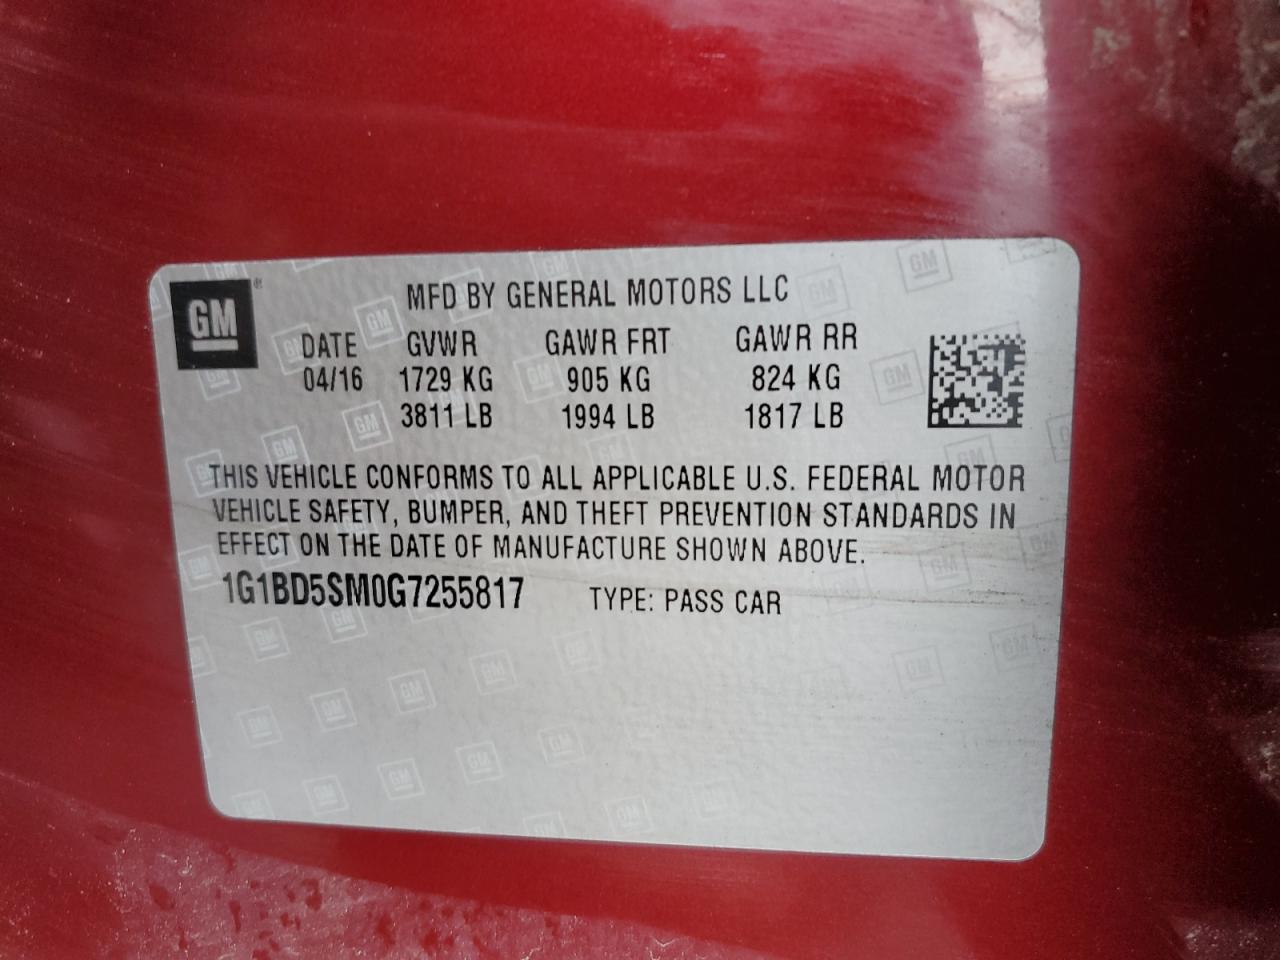 GM®
MFD BY GENERAL MOTORS LLC
DATE GVWR GAWR FRT GAWR RR
04/16 1729 KG 905 KG 824 KG
3811 LB 1994 LB 1817 LB
THIS VEHICLE CONFORMS TO ALL APPLICABLE U.S. FEDERAL MOTOR
VEHICLE SAFETY, BUMPER, AND THEFT PREVENTION STANDARDS IN
EFFECT ON THE DATE OF MANUFACTURE SHOWN ABOVE.
1G1BD5SM0G7255817 TYPE: PASS CAR